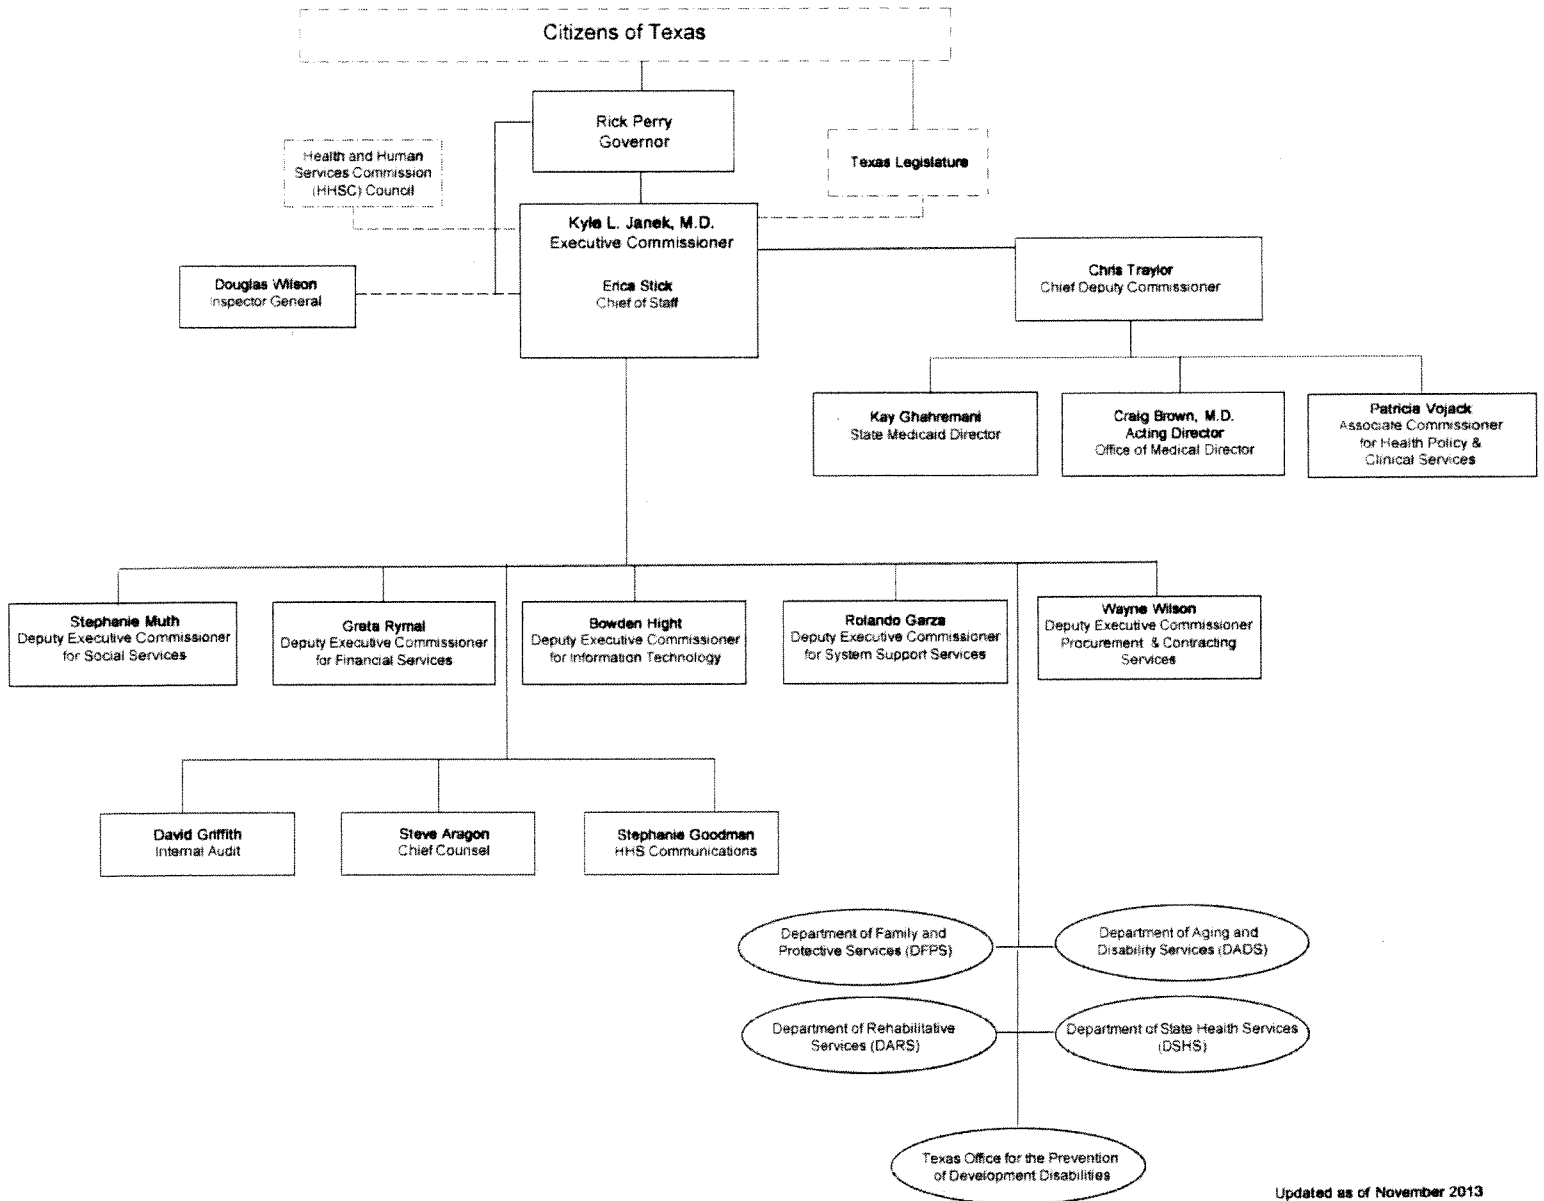 Citizens of Texas
Rick Perry
Governor
Health and Human
Services Commission
(HHSC) Council
Texas Legislature
Kyle L. Janek, M.D.
Executive Commissioner
Erica Stick
Chief of Staff
Douglas Wilson
Inspector General
Chris Traylor
Chief Deputy Commissioner
Kay Ghahremani
State Medicaid Director
Craig Brown, M.D.
Acting Director
Office of Medical Director
Patricia Vojack
Associate Commissioner
for Health Policy &
Clinical Services
Stephanie Muth
Deputy Executive Commissioner
for Social Services
Greta Rymal
Deputy Executive Commissioner
for Financial Services
Bowden Hight
Deputy Executive Commissioner
for Information Technology
Rolando Garza
Deputy Executive Commissioner
for System Support Services
Wayne Wilson
Deputy Executive Commissioner
Procurement & Contracting
Services
David Griffith
Internal Audit
Steve Aragon
Chief Counsel
Stephanie Goodman
HHS Communications
Department of Family and
Protective Services (DFPS)
Department of Aging and
Disability Services (DADS)
Department of Rehabilitative
Services (DARS)
Department of State Health Services
(DSHS)
Texas Office for the Prevention
of Development Disabilities
Updated as of November 2013